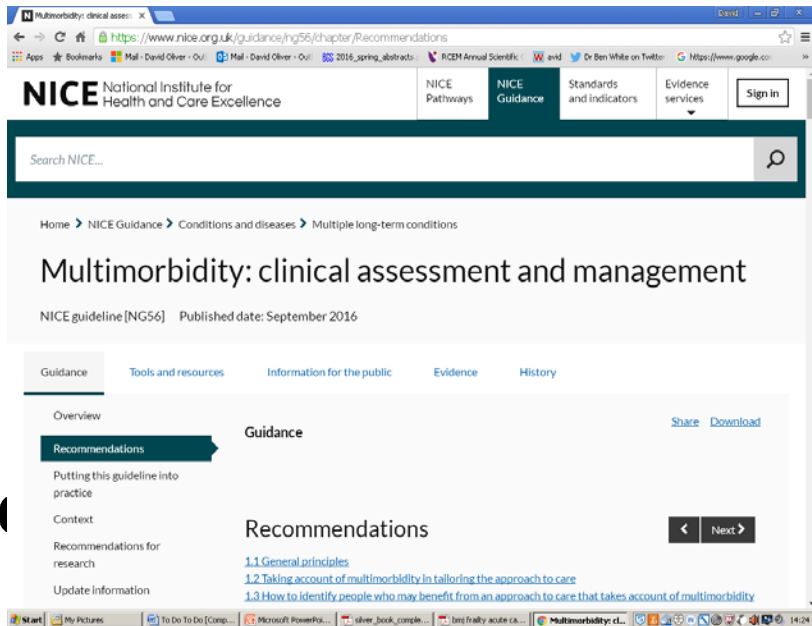 Multimorbidity: clinical assess
David
https://www.nice.org.uk/guidance/ng56/chapter/Recommendations
Apps Bookmarks Mail - David Oliver - Out Mail - David Oliver - Out 2016_spring_abstracts RCEM Annual Scientific avid Dr Ben White on Twitter https://www.google.co
NICE National Institute for
Health and Care Excellence
NICE
Pathways
NICE
Guidance
Standards
and indicators
Evidence
services
Sign in
Search NICE...
Home > NICE Guidance > Conditions and diseases > Multiple long-term conditions
Multimorbidity: clinical assessment and management
NICE guideline [NG56] Published date: September 2016
Guidance Tools and resources Information for the public Evidence History
Overview
Recommendations
Putting this guideline into
practice
Context
Recommendations for
research
Update information
Guidance
Share Download
Recommendations
Next >
1.1 General principles
1.2 Taking account of multimorbidity in tailoring the approach to care
1.3 How to identify people who may benefit from an approach to care that takes account of multimorbidity
Start My Pictures To Do To Do [Comp... Microsoft PowerPoi... silver_book_comple... bmj frailty acute ca... Multimorbidity: cl... 14:26